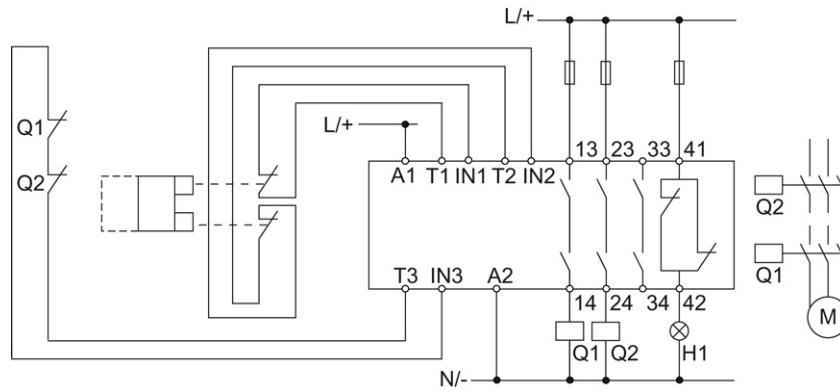 L/+
Q1
L/+
13 23 33 41
Q2
A1 T1 IN1 T2 IN2
Q2
Q1
T3 IN3 A2
14 24 34 42
M
Q1 Q2 H1
N/-